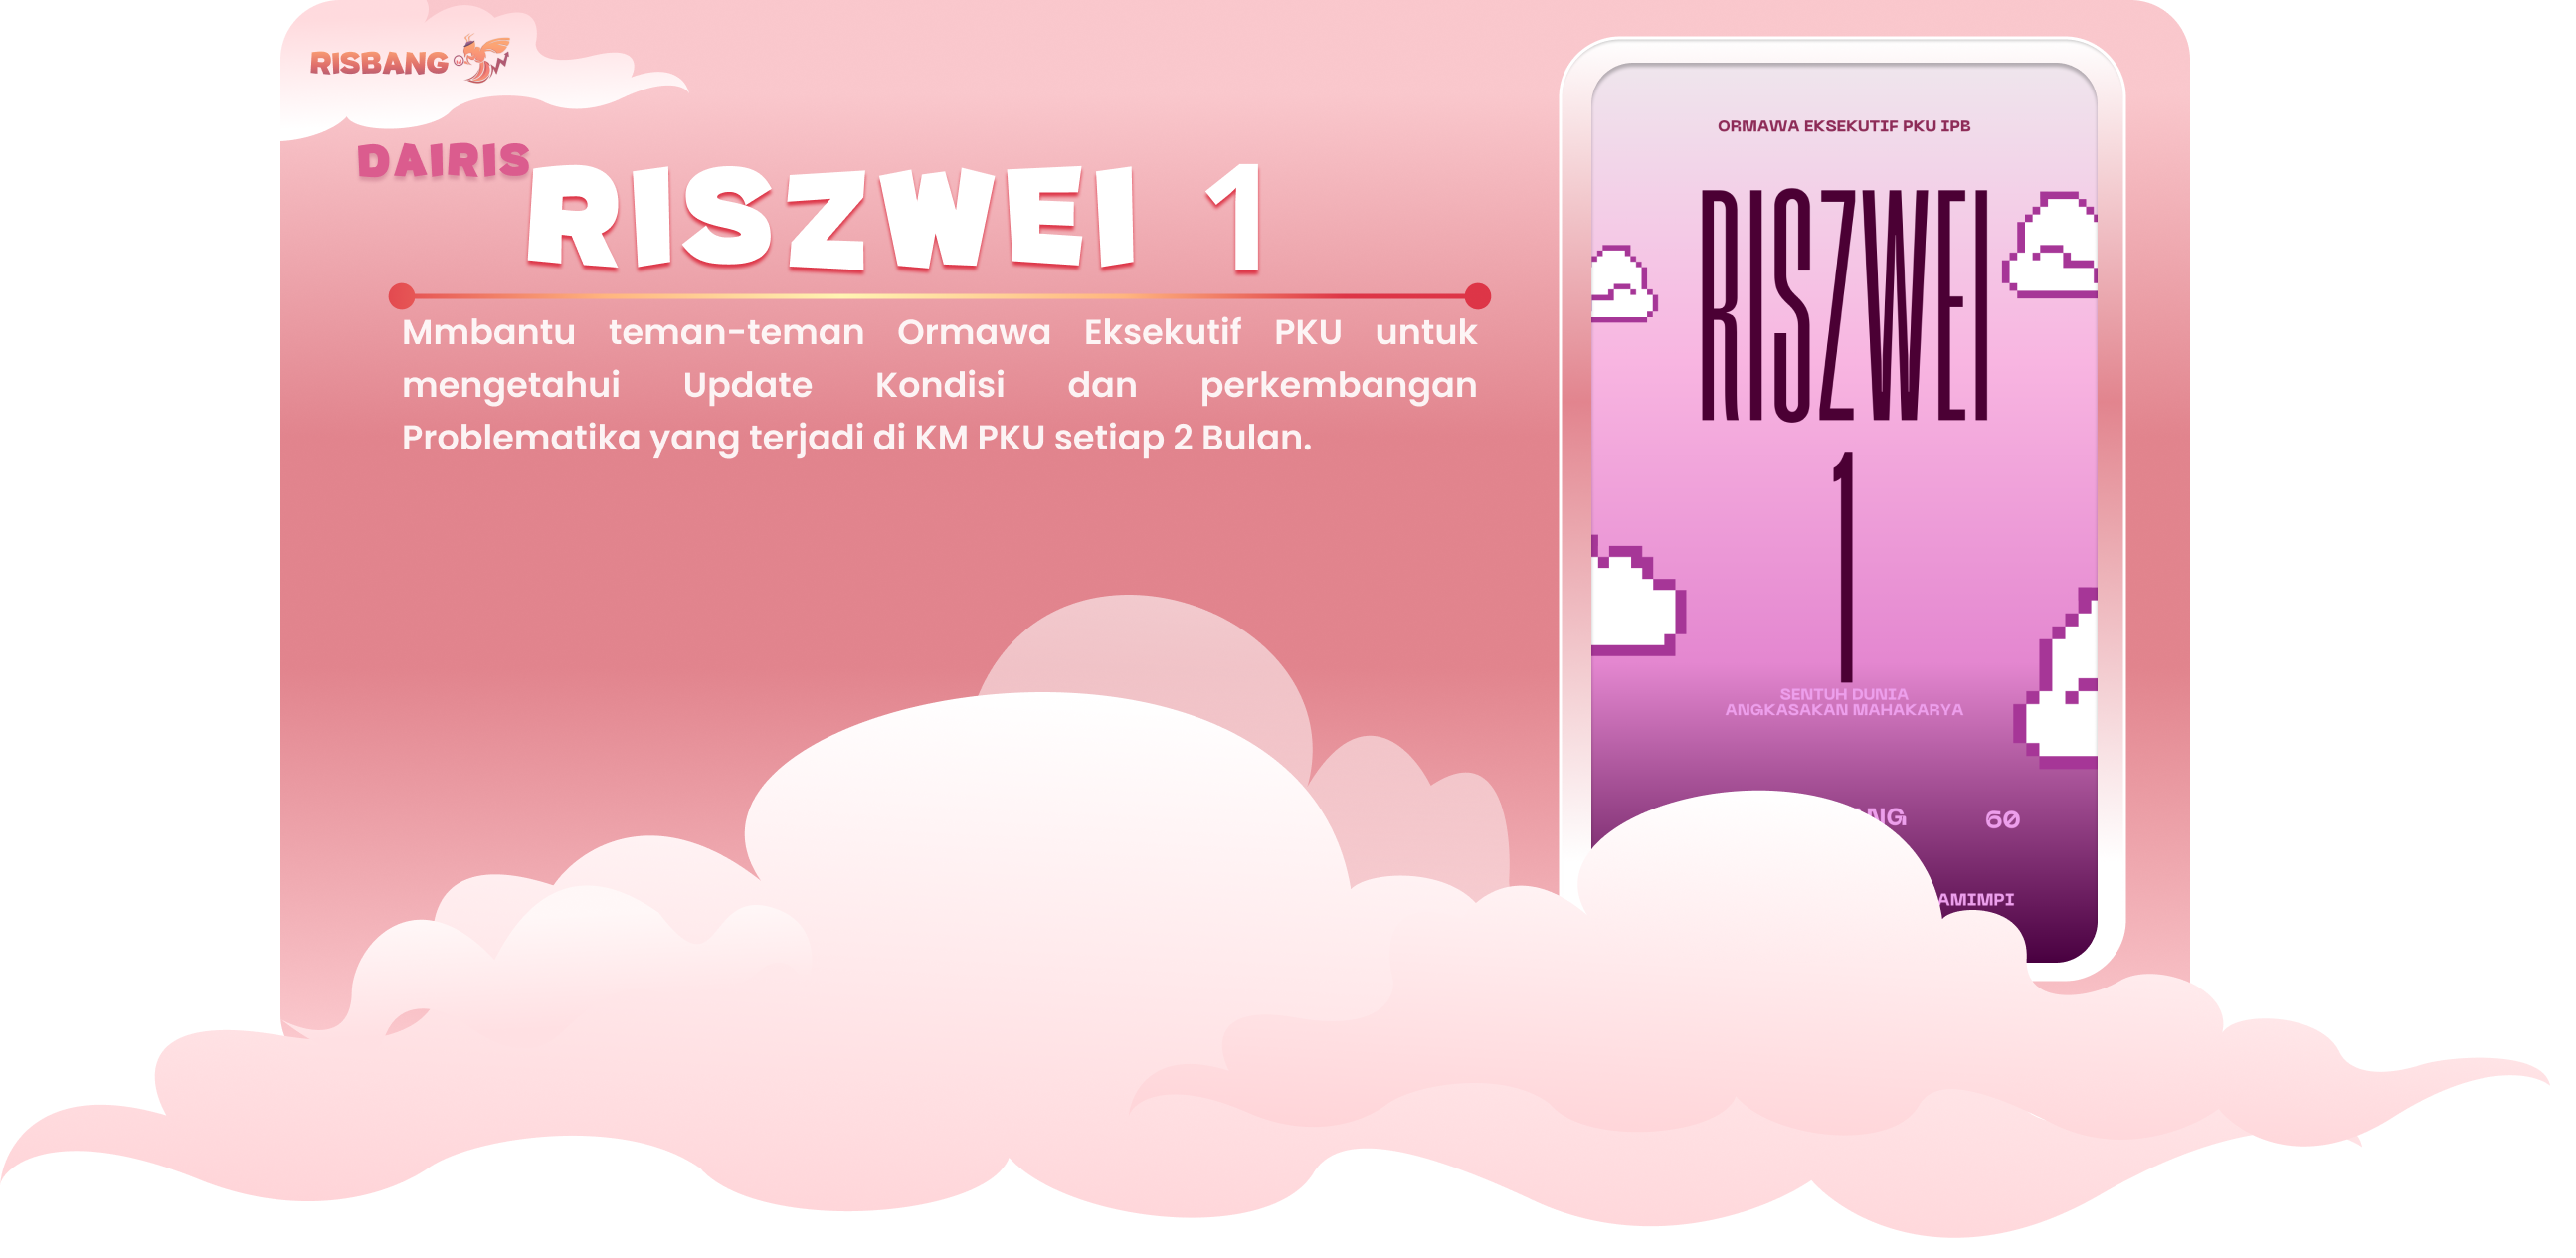 RISBANG
DAIRIS
RISZWEI 1
Mmbantu teman-teman Ormawa Eksekutif PKU untuk
mengetahui Update Kondisi dan perkembangan
Problematika yang terjadi di KM PKU setiap 2 Bulan.
ORMAWA EKSEKUTIF PKU IPB
RISZWEI
1
SENTUH DUNIA
ANGKASAKAN MAHAKARYA
60